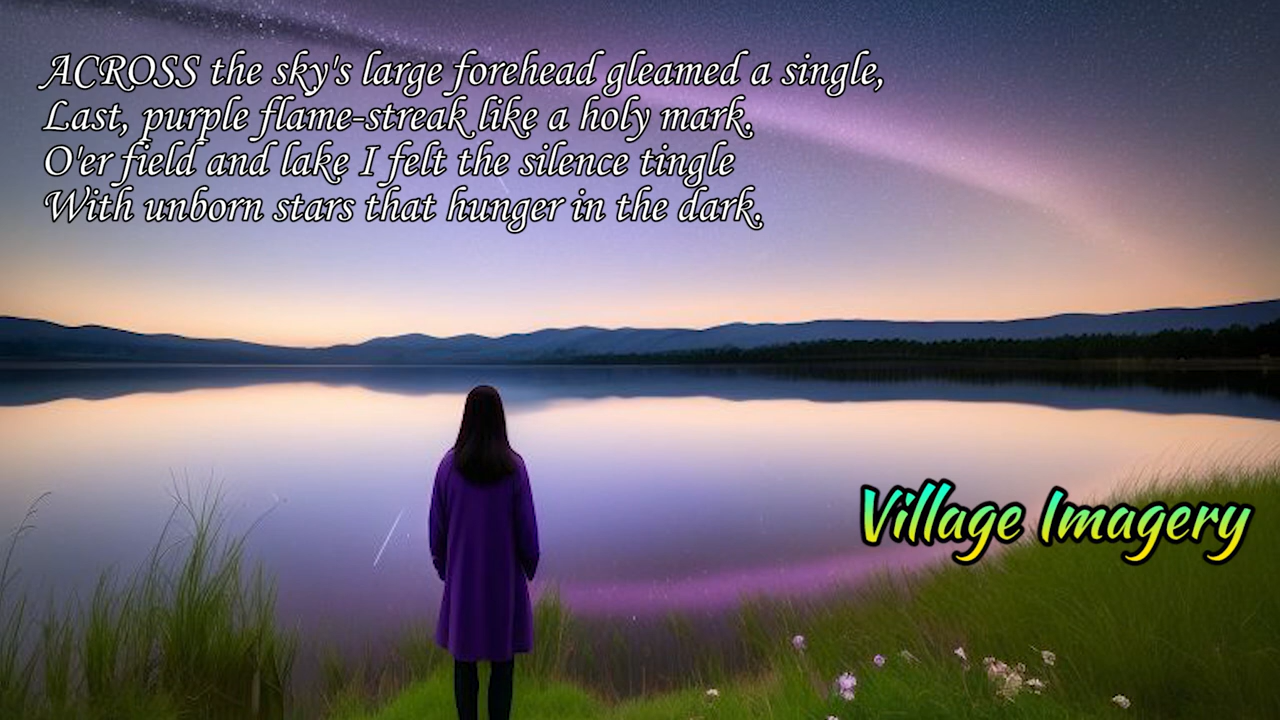 ACROSS the sky's large forehead gleamed a single,
Last, purple flame-streak like a holy mark.
O'er field and lake I felt the silence tingle
With unborn stars that hunger in the dark.
Village Imagery